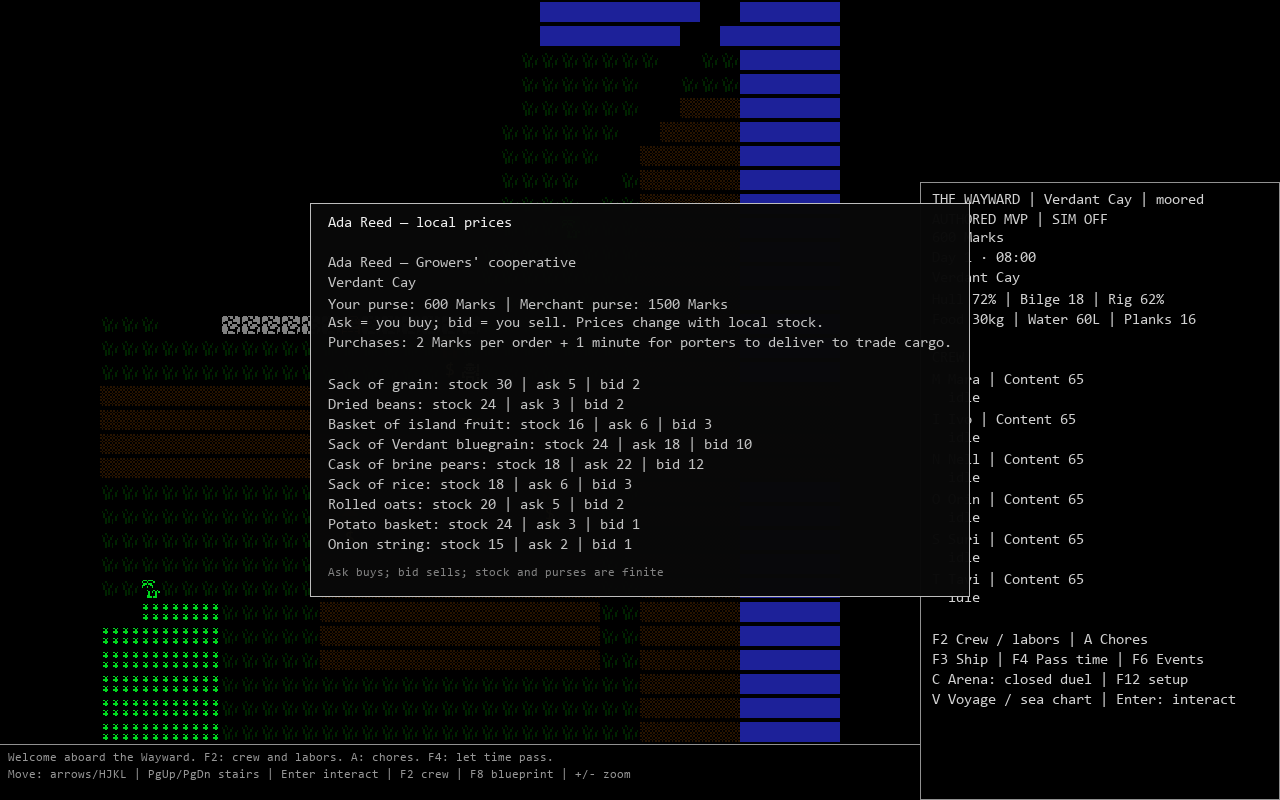 Ada Reed — local prices
Ada Reed — Growers' cooperative
Verdant Cay
Your purse: 600 Marks | Merchant purse: 1500 Marks
Ask = you buy; bid = you sell. Prices change with local stock.
Purchases: 2 Marks per order + 1 minute for porters to deliver to trade cargo.
Sack of grain: stock 30 | ask 5 | bid 2
Dried beans: stock 24 | ask 3 | bid 2
Basket of island fruit: stock 16 | ask 6 | bid 3
Sack of Verdant bluegrain: stock 24 | ask 18 | bid 10
Cask of brine pears: stock 18 | ask 22 | bid 12
Sack of rice: stock 18 | ask 6 | bid 3
Rolled oats: stock 20 | ask 5 | bid 2
Potato basket: stock 24 | ask 3 | bid 1
Onion string: stock 15 | ask 2 | bid 1
Ask buys; bid sells; stock and purses are finite
THE WAYWARD | Verdant Cay | moored
MVP | SIM OFF
Marks
· 08:00
Cay
72% | Bilge 18 | Rig 62%
30kg | Water 60L | Planks 16
| Content 65
| Content 65
| Content 65
| Content 65
| Content 65
| Content 65
Idle
F2 Crew / labors | A Chores
F3 Ship | F4 Pass time | F6 Events
C Arena: closed duel | F12 setup
V Voyage / sea chart | Enter: interact
Welcome aboard the Wayward. F2: crew and labors. A: chores. F4: let time pass.
Move: arrows/HJKL | PgUp/PgDn stairs | Enter interact | F2 crew | F8 blueprint | +/- zoom